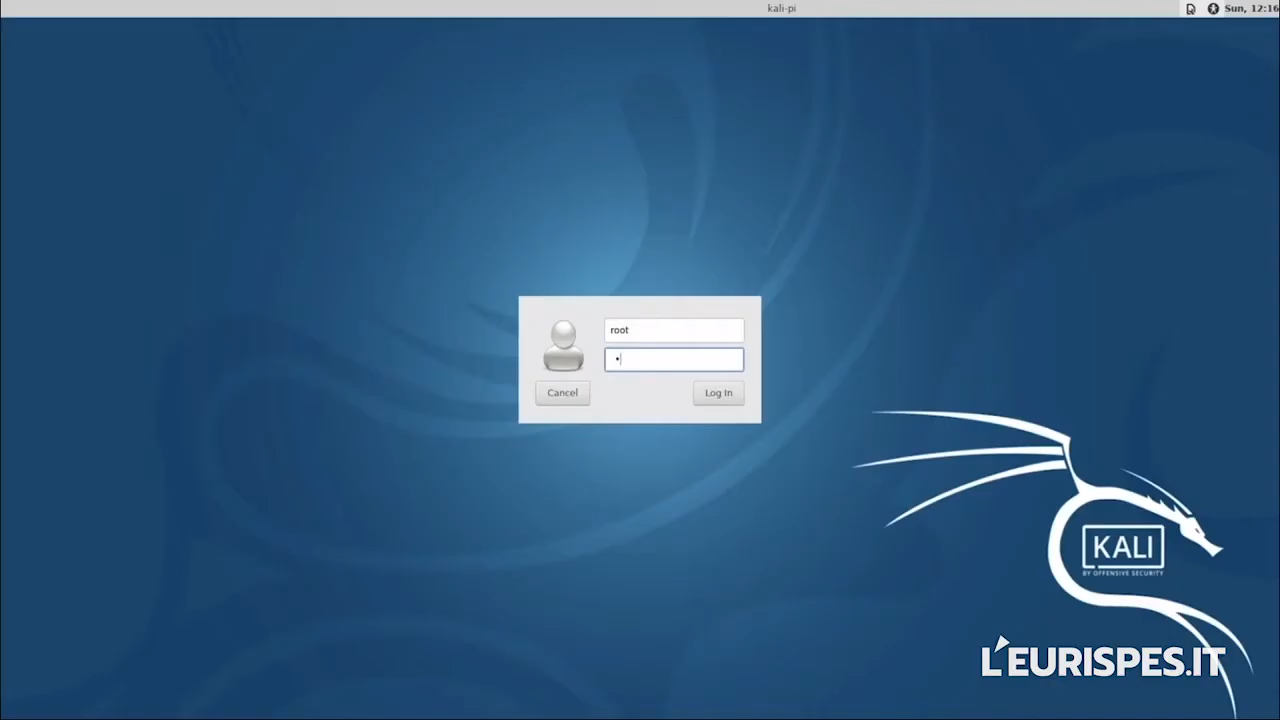 kali-pi
Sun, 12:16
root
Cancel
Log In
KALI
BY OFFENSIVE SECURITY
L'EURISPES.IT